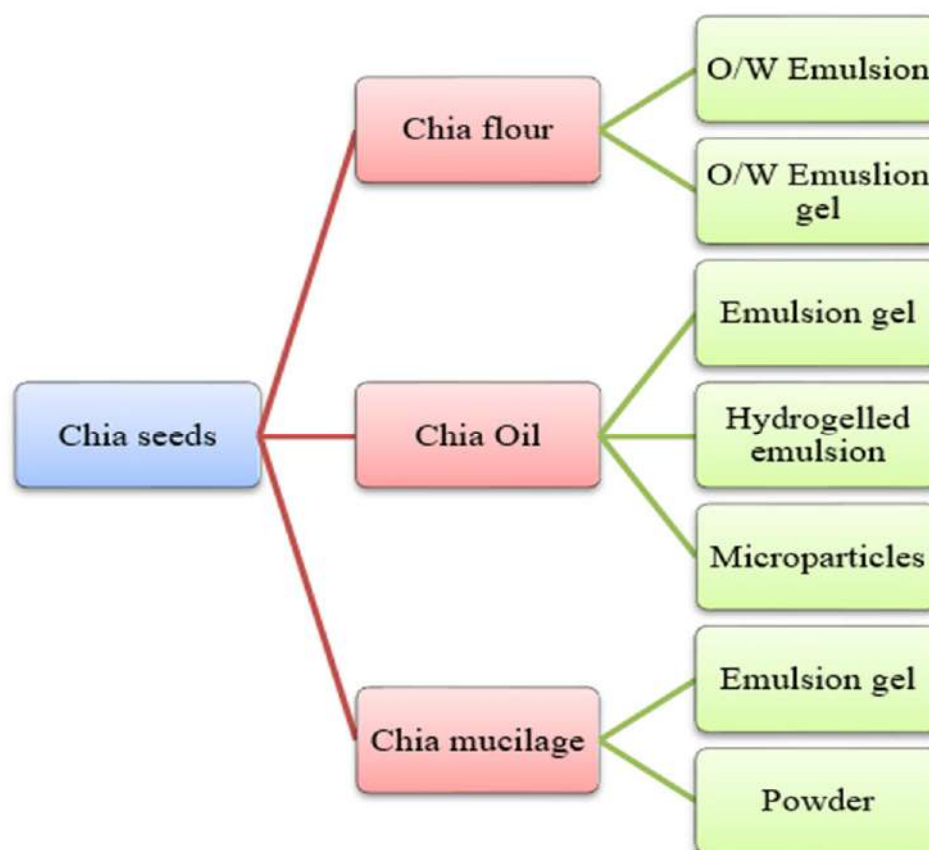 O/W Emulsion
Chia flour
O/W Emuslion
gel
Emulsion gel
Chia seeds
Chia Oil
Hydrogelled
emulsion
Microparticles
Emulsion gel
Chia mucilage
Powder